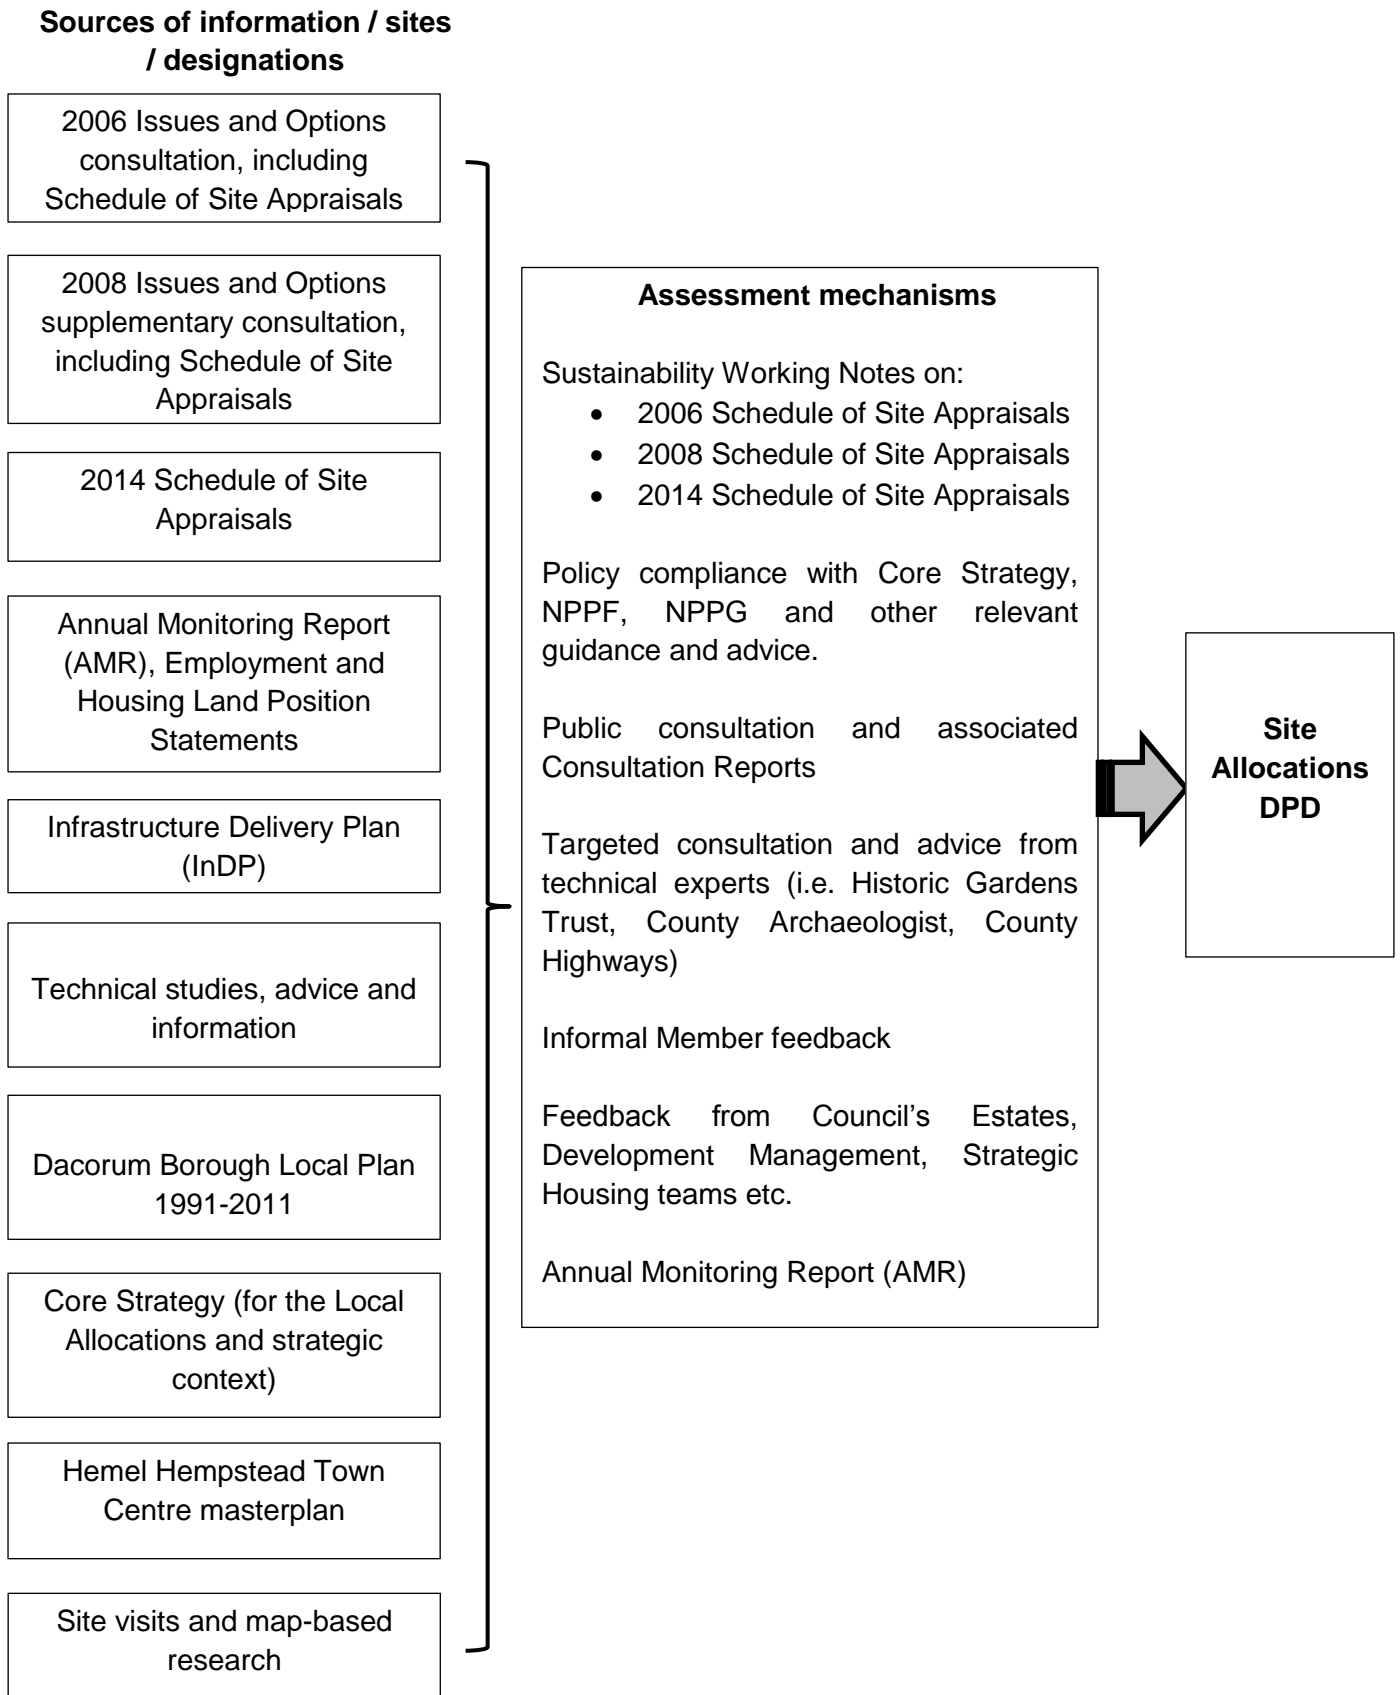 Sources of information / sites
/ designations
2006 Issues and Options
consultation, including
Schedule of Site Appraisals
2008 Issues and Options
supplementary consultation,
including Schedule of Site
Appraisals
2014 Schedule of Site
Appraisals
Annual Monitoring Report
(AMR), Employment and
Housing Land Position
Statements
Infrastructure Delivery Plan
(InDP)
Technical studies, advice and
information
Dacorum Borough Local Plan
1991-2011
Core Strategy (for the Local
Allocations and strategic
context)
Hemel Hempstead Town
Centre masterplan
Site visits and map-based
research
Assessment mechanisms
Sustainability Working Notes on:
• 2006 Schedule of Site Appraisals
• 2008 Schedule of Site Appraisals
• 2014 Schedule of Site Appraisals
Policy compliance with Core Strategy,
NPPF, NPPG and other relevant
guidance and advice.
Public consultation and associated
Consultation Reports
Targeted consultation and advice from
technical experts (i.e. Historic Gardens
Trust, County Archaeologist, County
Highways)
Informal Member feedback
Feedback from Council's Estates,
Development Management, Strategic
Housing teams etc.
Annual Monitoring Report (AMR)
Site
Allocations
DPD